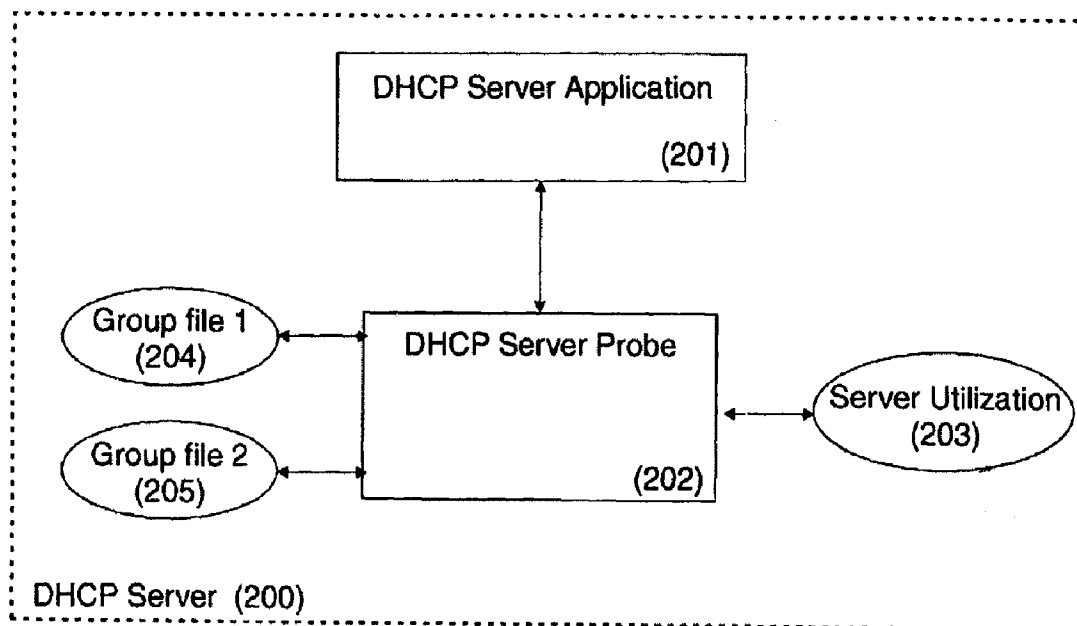 DHCP Server Application
(201)
Group file 1
(204)
DHCP Server Probe
(202)
Server Utilization
(203)
Group file 2
(205)
DHCP Server (200)